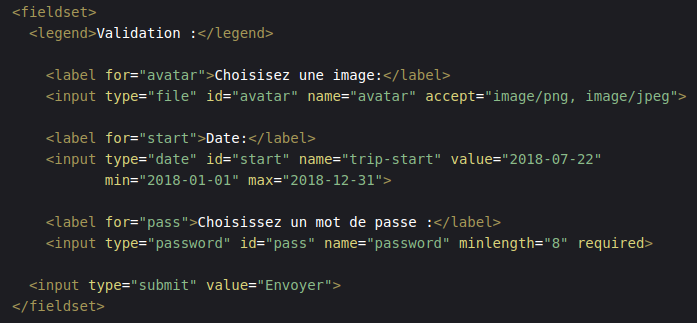 <fieldset>
<legend>Validation :</legend>
<label for="avatar">Choisisez une image:</label>
<input type="file" id="avatar" name="avatar" accept="image/png, image/jpeg">
<label for="start">Date:</label>
<input type="date" id="start" name="trip-start" value="2018-07-22"
min="2018-01-01" max="2018-12-31">
<label for="pass">Choisissez un mot de passe :</label>
<input type="password" id="pass" name="password" minlength="8" required>
<input type="submit" value="Envoyer">
</fieldset>